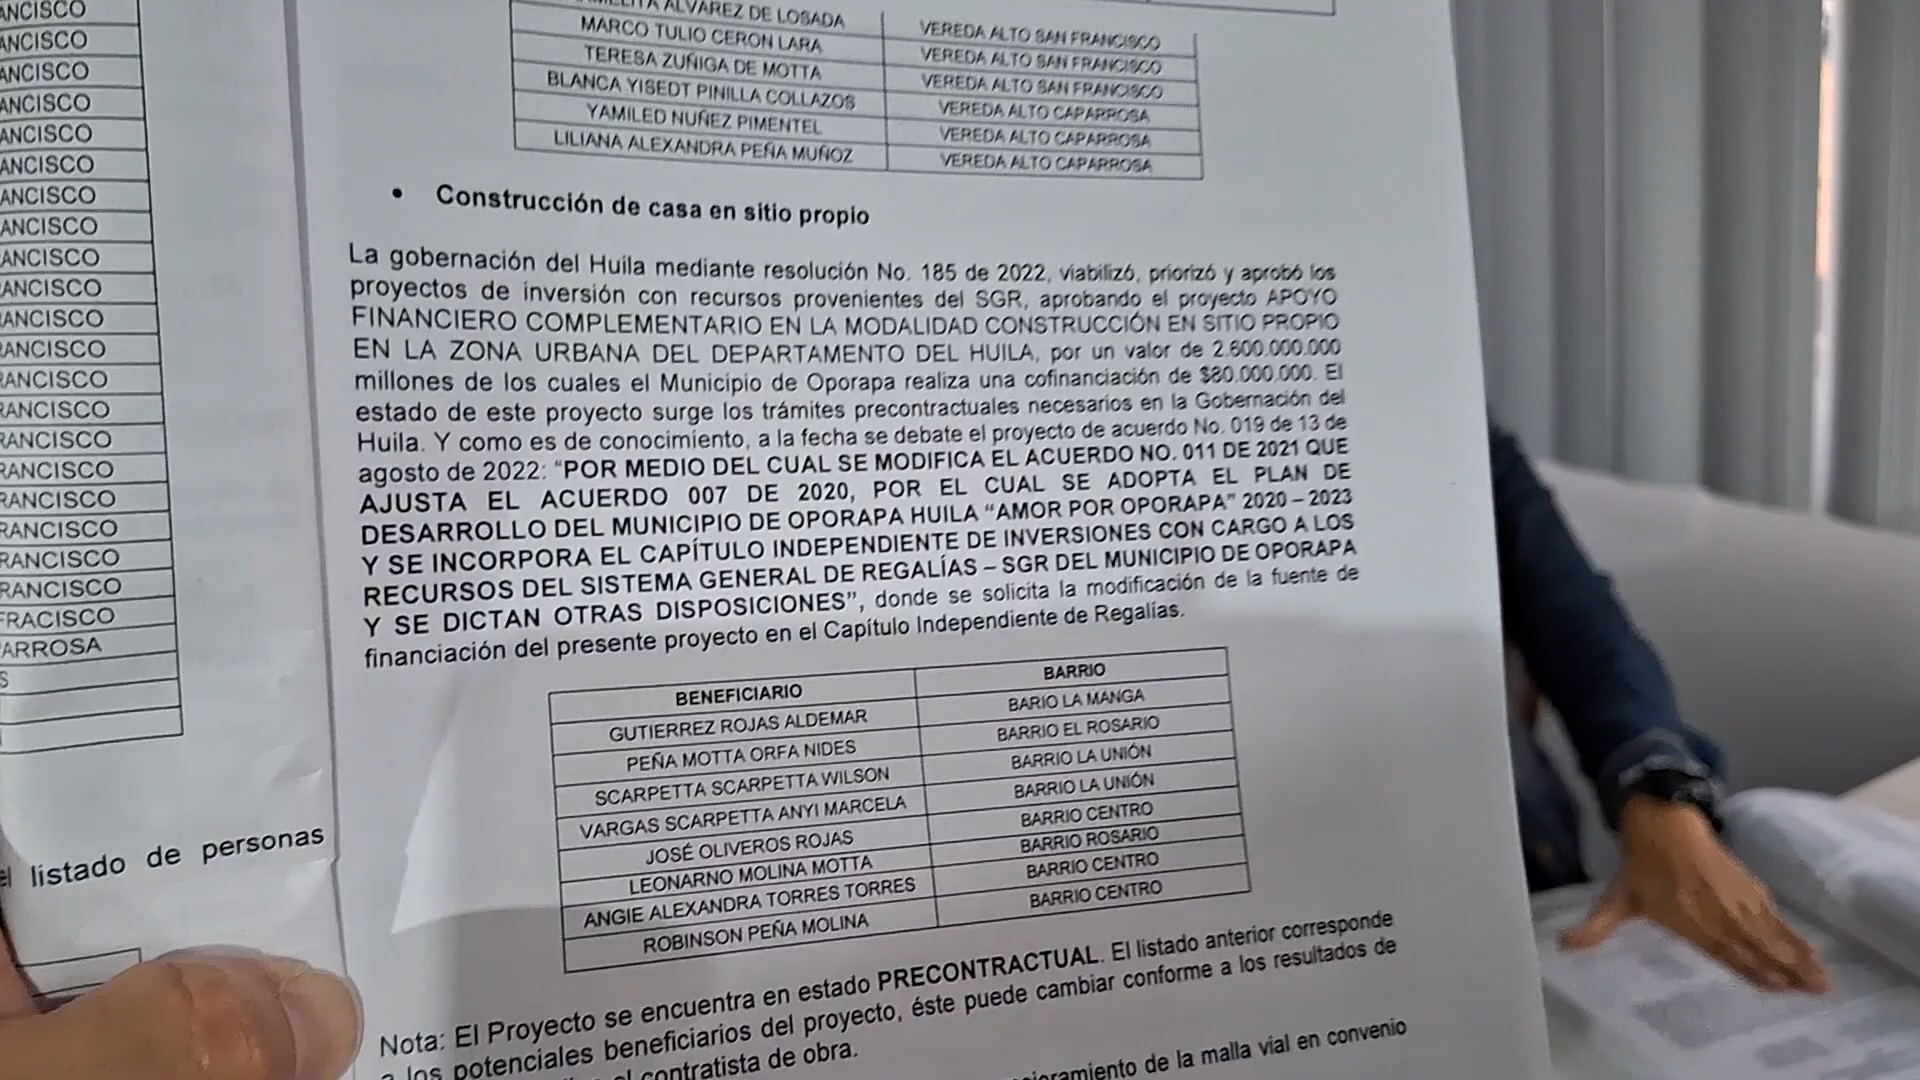 ANCISCO
ANCISCO
ANCISCO
ANCISCO
ANCISCO
ANCISCO
ANCISCO
ANCISCO
ANCISCO
ANCISCO
RANCISCO
RANCISCO
RANCISCO
RANCISCO
RANCISCO
RANCISCO
RANCISCO
RANCISCO
RANCISCO
RANCISCO
FRACISCO
ARROSA
S
el listado de personas
ALVAREZ DE LOSADA VEREDA ALTO SAN FRANCISCO
MARCO TULIO CERON LARA VEREDA ALTO SAN FRANCISCO
TERESA ZUÑIGA DE MOTTA VEREDA ALTO SAN FRANCISCO
BLANCA YISEDT PINILLA COLLAZOS VEREDA ALTO CAPARROSA
YAMILED NUÑEZ PIMENTEL VEREDA ALTO CAPARROSA
LILIANA ALEXANDRA PEÑA MUÑOZ VEREDA ALTO CAPARROSA
• Construcción de casa en sitio propio
La gobernación del Huila mediante resolución No. 185 de 2022, viabilizó, priorizó y aprobó los
proyectos de inversión con recursos provenientes del SGR, aprobando el proyecto APOYO
FINANCIERO COMPLEMENTARIO EN LA MODALIDAD CONSTRUCCIÓN EN SITIO PROPIO
EN LA ZONA URBANA DEL DEPARTAMENTO DEL HUILA, por un valor de 2.600.000.000
millones de los cuales el Municipio de Oporapa realiza una cofinanciación de $80.000.000. El
estado de este proyecto surge los trámites precontractuales necesarios en la Gobernación del
Huila. Y como es de conocimiento, a la fecha se debate el proyecto de acuerdo No. 019 de 13 de
agosto de 2022: “POR MEDIO DEL CUAL SE MODIFICA EL ACUERDO NO. 011 DE 2021 QUE
AJUSTA EL ACUERDO 007 DE 2020, POR EL CUAL SE ADOPTA EL PLAN DE
DESARROLLO DEL MUNICIPIO DE OPORAPA HUILA “AMOR POR OPORAPA” 2020 – 2023
Y SE INCORPORA EL CAPÍTULO INDEPENDIENTE DE INVERSIONES CON CARGO A LOS
RECURSOS DEL SISTEMA GENERAL DE REGALÍAS – SGR DEL MUNICIPIO DE OPORAPA
Y SE DICTAN OTRAS DISPOSICIONES”, donde se solicita la modificación de la fuente de
financiación del presente proyecto en el Capítulo Independiente de Regalías.
BENEFICIARIO BARRIO
GUTIERREZ ROJAS ALDEMAR BARIO LA MANGA
PEÑA MOTTA ORFA NIDES BARRIO EL ROSARIO
SCARPETTA SCARPETTA WILSON BARRIO LA UNIÓN
VARGAS SCARPETTA ANYI MARCELA BARRIO LA UNIÓN
JOSÉ OLIVEROS ROJAS BARRIO CENTRO
LEONARNO MOLINA MOTTA BARRIO ROSARIO
ANGIE ALEXANDRA TORRES TORRES BARRIO CENTRO
ROBINSON PEÑA MOLINA BARRIO CENTRO
Nota: El Proyecto se encuentra en estado PRECONTRACTUAL. El listado anterior corresponde
a los potenciales beneficiarios del proyecto, éste puede cambiar conforme a los resultados de
el contratista de obra.
de la malla vial en convenio